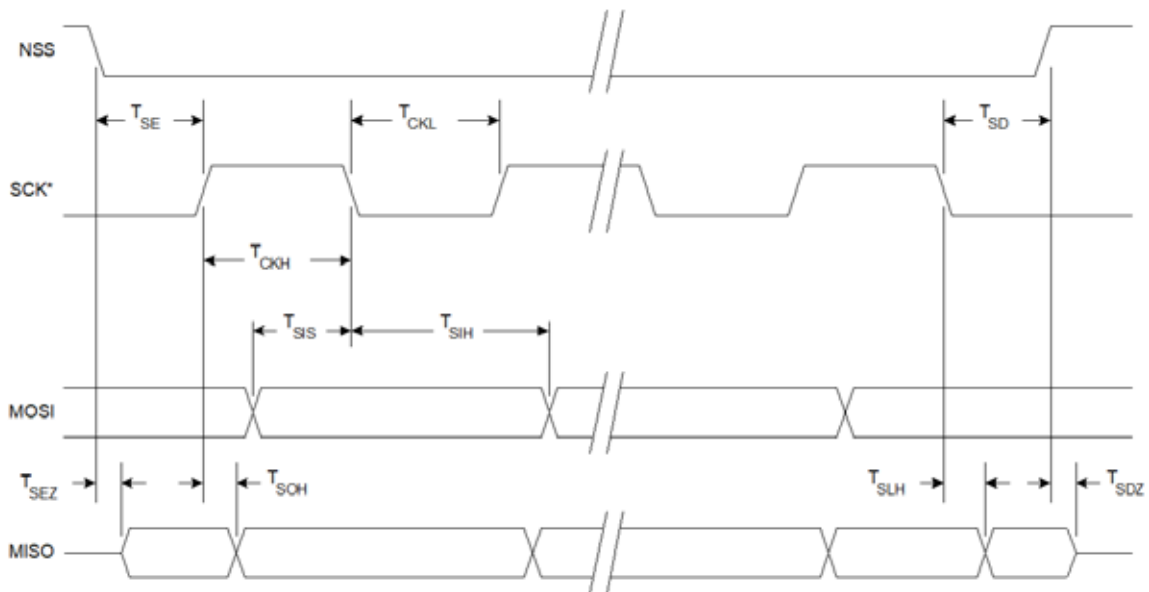 NSS
T_SE
T_CKL
T_SD
SCK*
T_CKH
T_SIS
T_SIH
MOSI
T_SEZ
T_SOH
T_SLH
T_SDZ
MISO